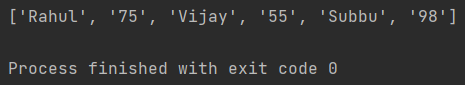 ['Rahul', '75', 'Vijay', '55', 'Subbu', '98']
Process finished with exit code 0